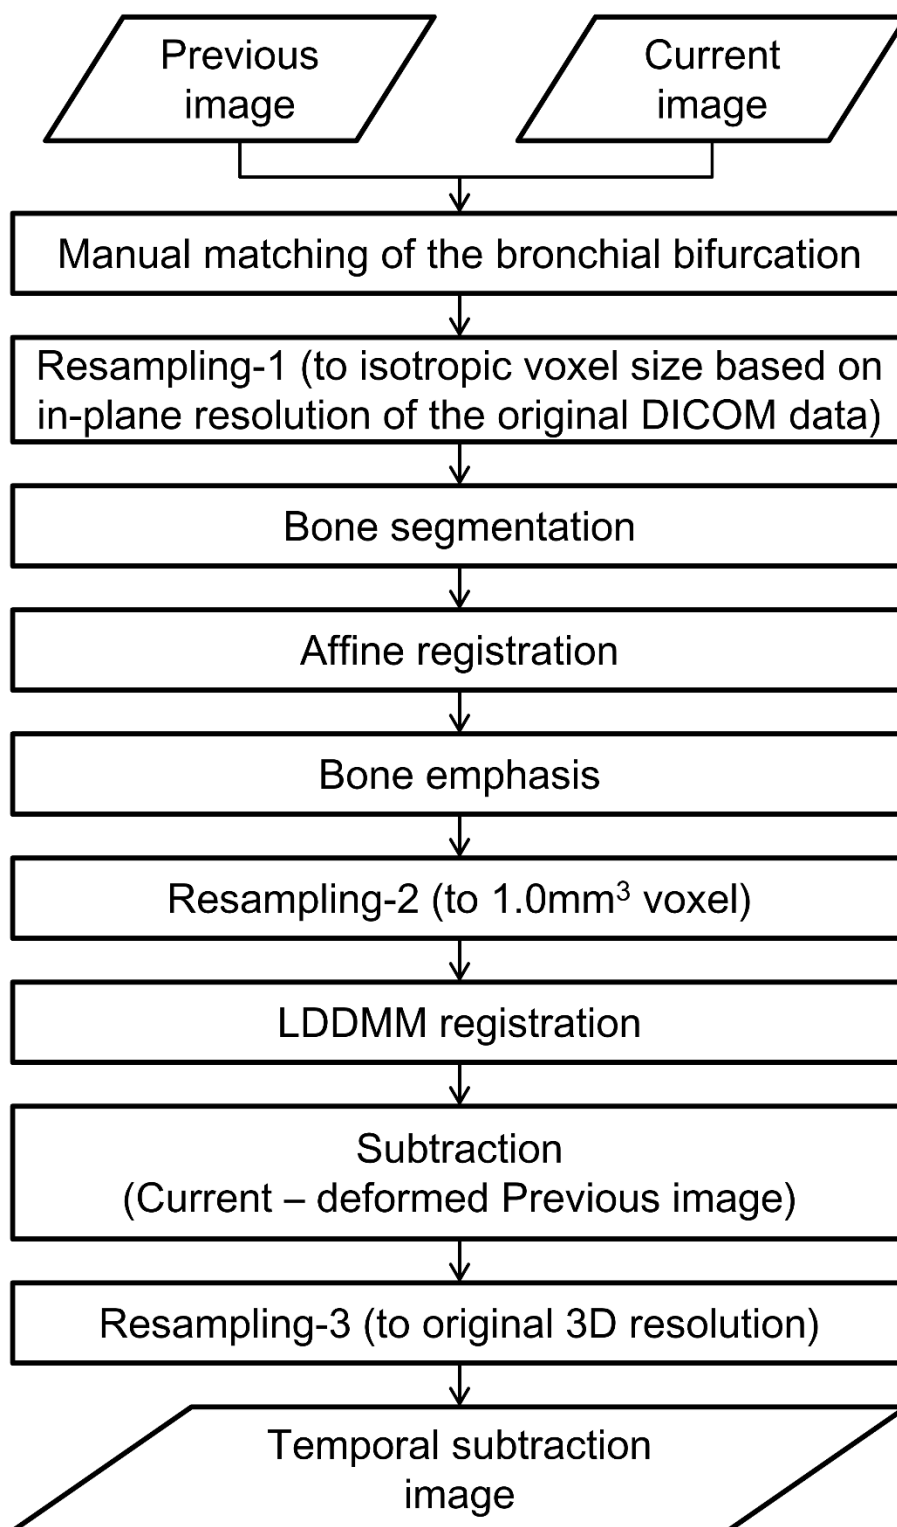 Previous
image
Current
image
Manual matching of the bronchial bifurcation
Resampling-1 (to isotropic voxel size based on
in-plane resolution of the original DICOM data)
Bone segmentation
Affine registration
Bone emphasis
Resampling-2 (to 1.0mm³ voxel)
LDDMM registration
Subtraction
(Current – deformed Previous image)
Resampling-3 (to original 3D resolution)
Temporal subtraction
image